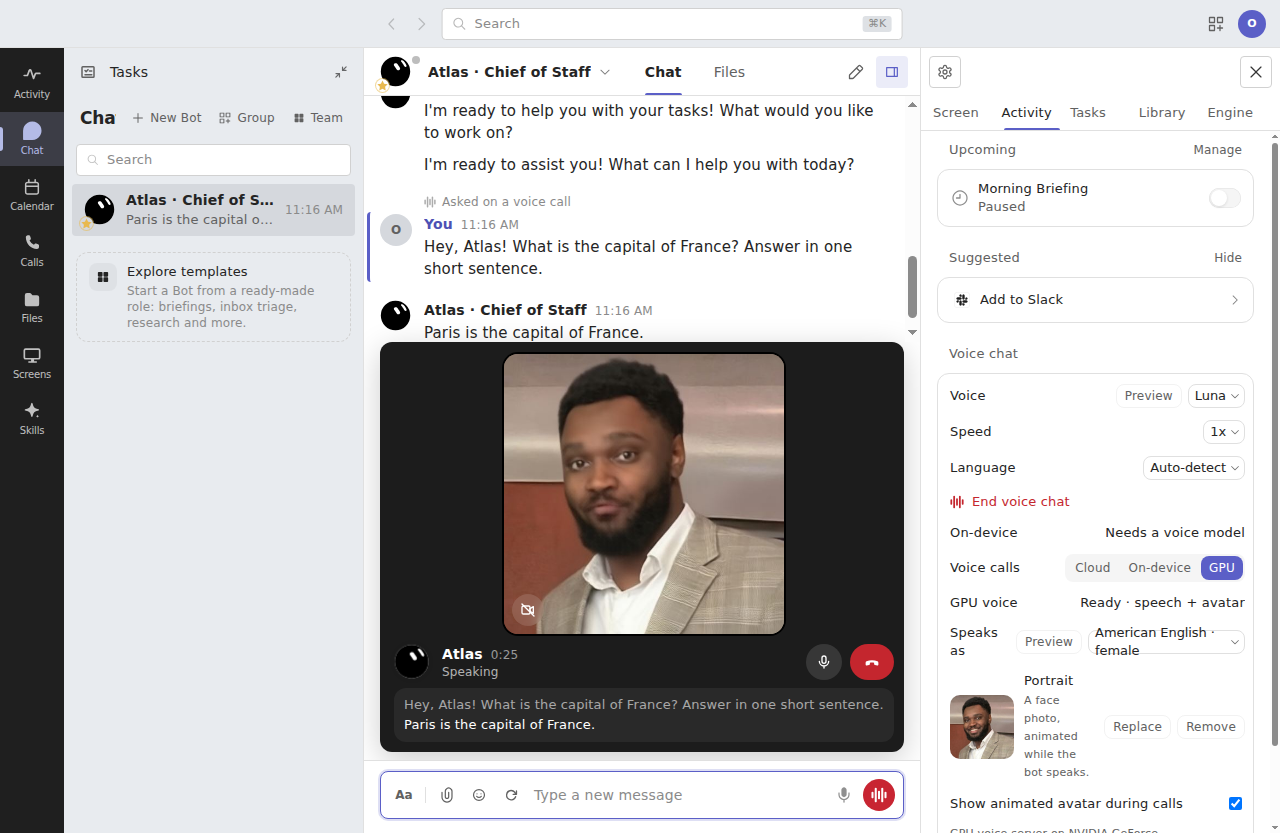 Search
⌘K
O
Activity
Chat
Calendar
Calls
Files
Screens
Skills
Tasks
Cha
New Bot
Group
Team
Search
Atlas · Chief of S...
Paris is the capital o...
11:16 AM
Explore templates
Start a Bot from a ready-made
role: briefings, inbox triage,
research and more.
Atlas · Chief of Staff
Chat
Files
I'm ready to help you with your tasks! What would you like
to work on?
I'm ready to assist you! What can I help you with today?
Asked on a voice call
O
You 11:16 AM
Hey, Atlas! What is the capital of France? Answer in one
short sentence.
Atlas · Chief of Staff 11:16 AM
Paris is the capital of France.
Atlas 0:25
Speaking
Hey, Atlas! What is the capital of France? Answer in one short sentence.
Paris is the capital of France.
Aa
Type a new message
Screen
Activity
Tasks
Library
Engine
Upcoming
Manage
Morning Briefing
Paused
Suggested
Hide
Add to Slack
Voice chat
Voice
Preview
Luna
Speed
1x
Language
Auto-detect
End voice chat
On-device
Needs a voice model
Voice calls
Cloud
On-device
GPU
GPU voice
Ready · speech + avatar
Speaks
as
Preview
American English ·
female
Portrait
A face
photo,
animated
while the
bot speaks.
Replace
Remove
Show animated avatar during calls
GPU voice server on NVIDIA GeForce